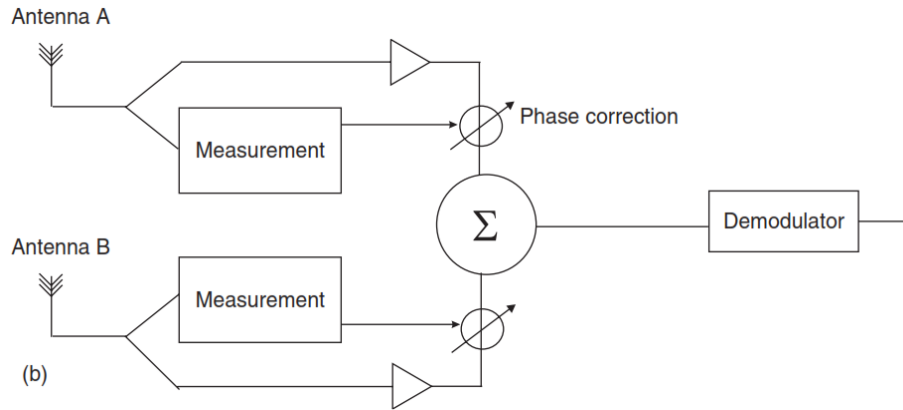 Antenna A
Phase correction
Measurement
Σ
Demodulator
Antenna B
Measurement
(b)